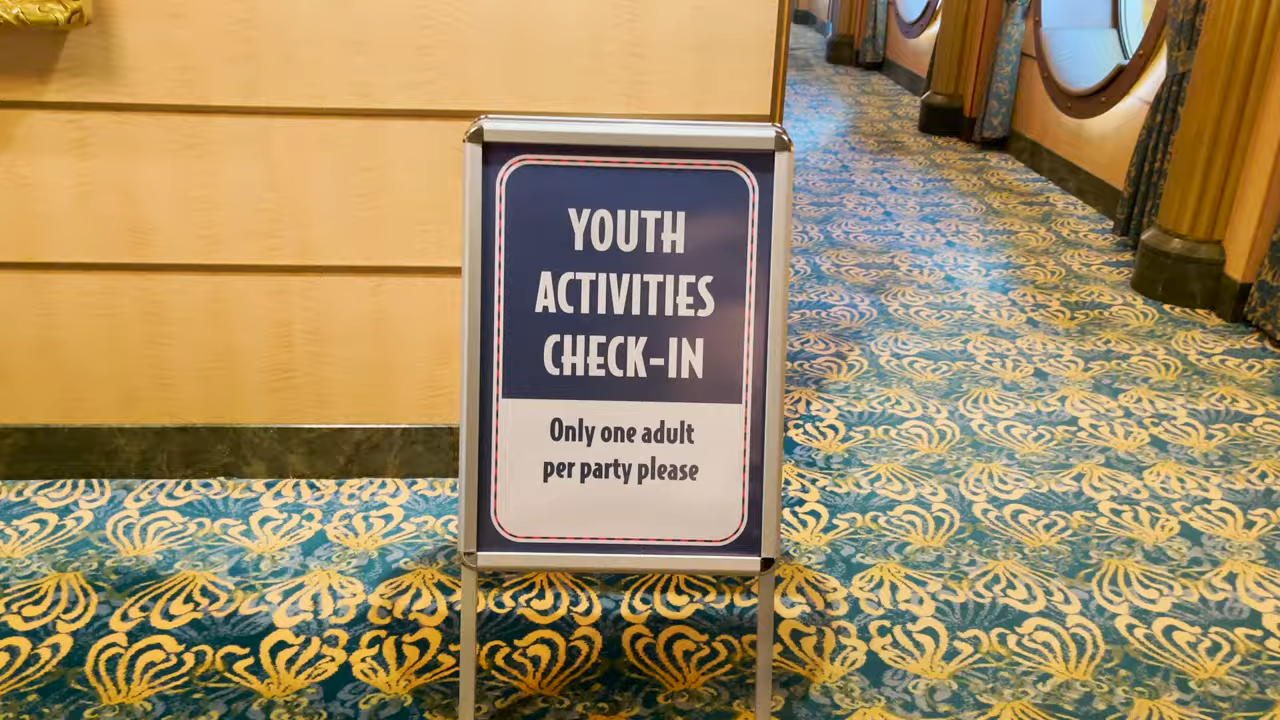 YOUTH
ACTIVITIES
CHECK-IN
Only one adult
per party please